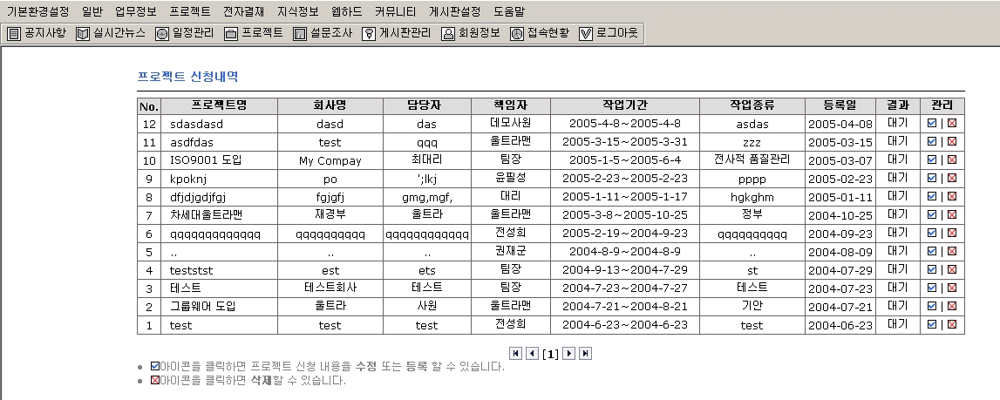 기본환경설정 일반 업무정보 프로젝트 전자결재 지식정보 웹하드 커뮤니티 게시판설정 도움말
공지사항 실시간뉴스 일정관리 프로젝트 설문조사 게시판관리 회원정보 접속현황 로그아웃
프로젝트 신청내역
No. 프로젝트명 회사명 담당자 책임자 작업기간 작업종류 등록일 결과 관리
12 sdasdasd dasd das 데모사원 2005-4-8~2005-4-8 asdas 2005-04-08 대기 |
11 asdfdas test qqq 울트라맨 2005-3-15~2005-3-31 zzz 2005-03-15 대기 |
10 ISO9001 도입 My Compay 최대리 팀장 2005-1-5~2005-6-4 전사적 품질관리 2005-03-07 대기 |
9 kpoknj po ';lkj 윤필성 2005-2-23~2005-2-23 pppp 2005-02-23 대기 |
8 dfjdjgdjfgj fgjgfj gmg,mgf, 대리 2005-1-11~2005-1-17 hgkghm 2005-01-11 대기 |
7 차세대울트라맨 재경부 울트라 울트라맨 2005-3-8~2005-10-25 정부 2004-10-25 대기 |
6 qqqqqqqqqqqqq qqqqqqqqqq qqqqqqqqqqqq 전성희 2005-2-19~2004-9-23 qqqqqqqqqq 2004-09-23 대기 |
5 .. .. .. 권재군 2004-8-9~2004-8-9 .. 2004-08-09 대기 |
4 teststst est ets 팀장 2004-9-13~2004-7-29 st 2004-07-29 대기 |
3 테스트 테스트회사 테스트 팀장 2004-7-23~2004-7-27 테스트 2004-07-23 대기 |
2 그룹웨어 도입 울트라 사원 울트라맨 2004-7-21~2004-8-21 기안 2004-07-21 대기 |
1 test test test 전성희 2004-6-23~2004-6-23 test 2004-06-23 대기 |
[1]
아이콘을 클릭하면 프로젝트 신청 내용을 수정 또는 등록 할 수 있습니다.
아이콘을 클릭하면 삭제할 수 있습니다.